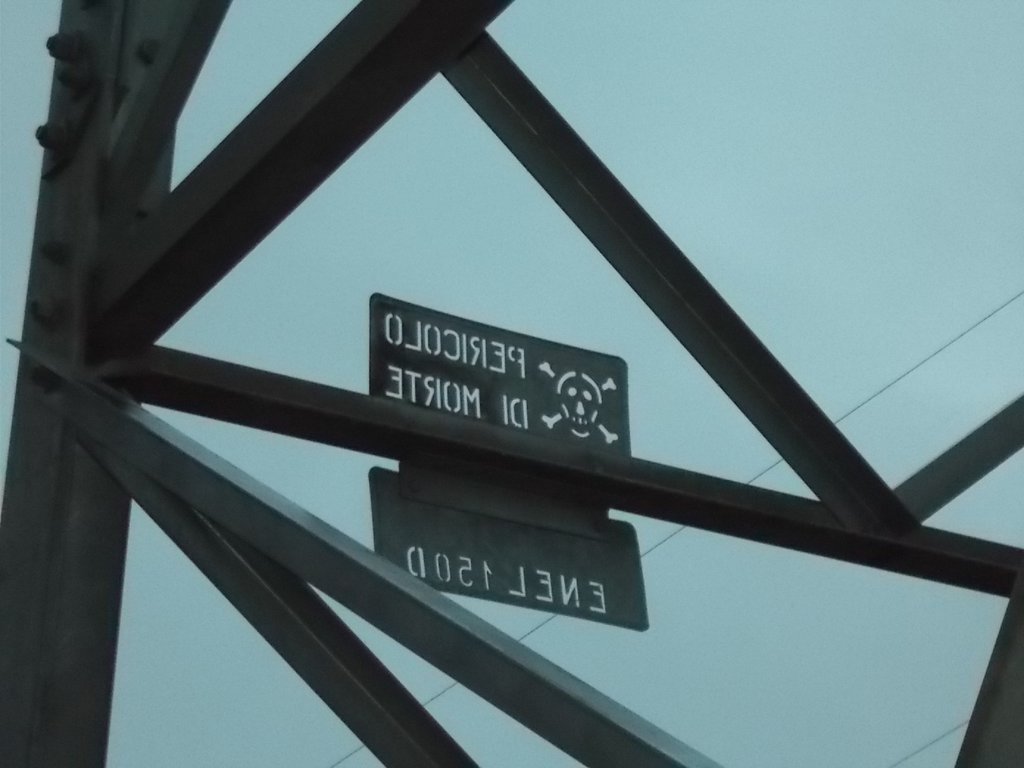 PERICOLO
DI MORTE
ENEL 150D